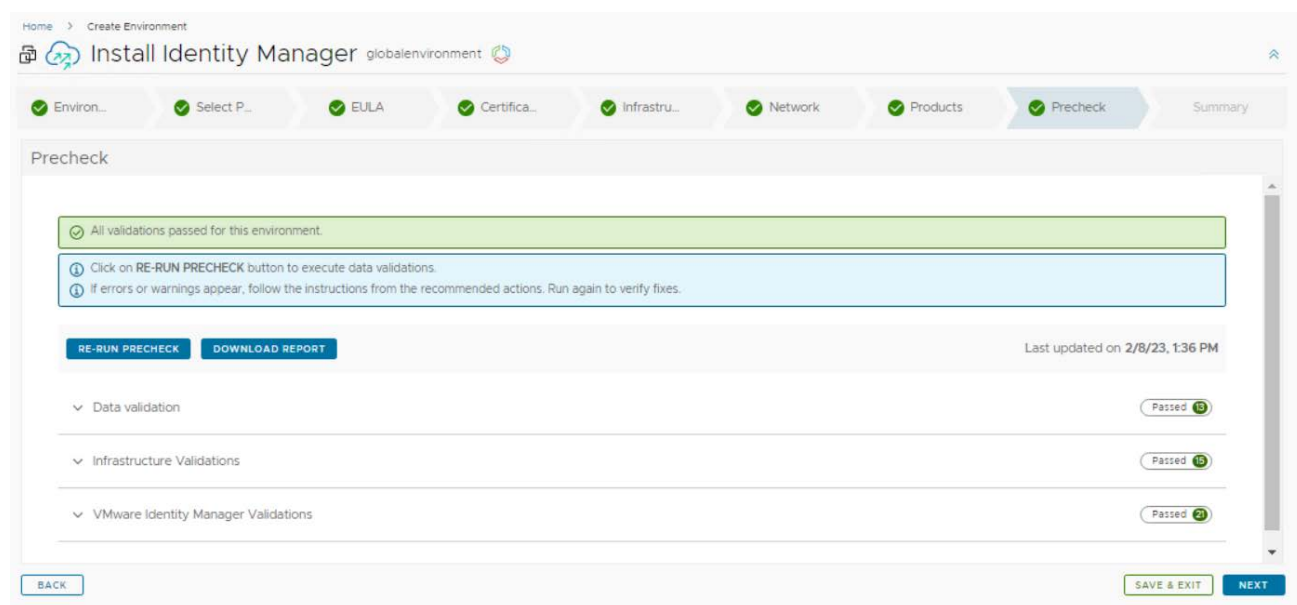 Home > Create Environment
Install Identity Manager globalenvironment
Environ... Select P... EULA Certifica... Infrastru... Network Products Precheck Summary
Precheck
All validations passed for this environment.
Click on RE-RUN PRECHECK button to execute data validations.
If errors or warnings appear, follow the instructions from the recommended actions. Run again to verify fixes.
RE-RUN PRECHECK DOWNLOAD REPORT Last updated on 2/8/23, 1:36 PM
Data validation Passed 13
Infrastructure Validations Passed 15
VMware Identity Manager Validations Passed 21
BACK SAVE & EXIT NEXT